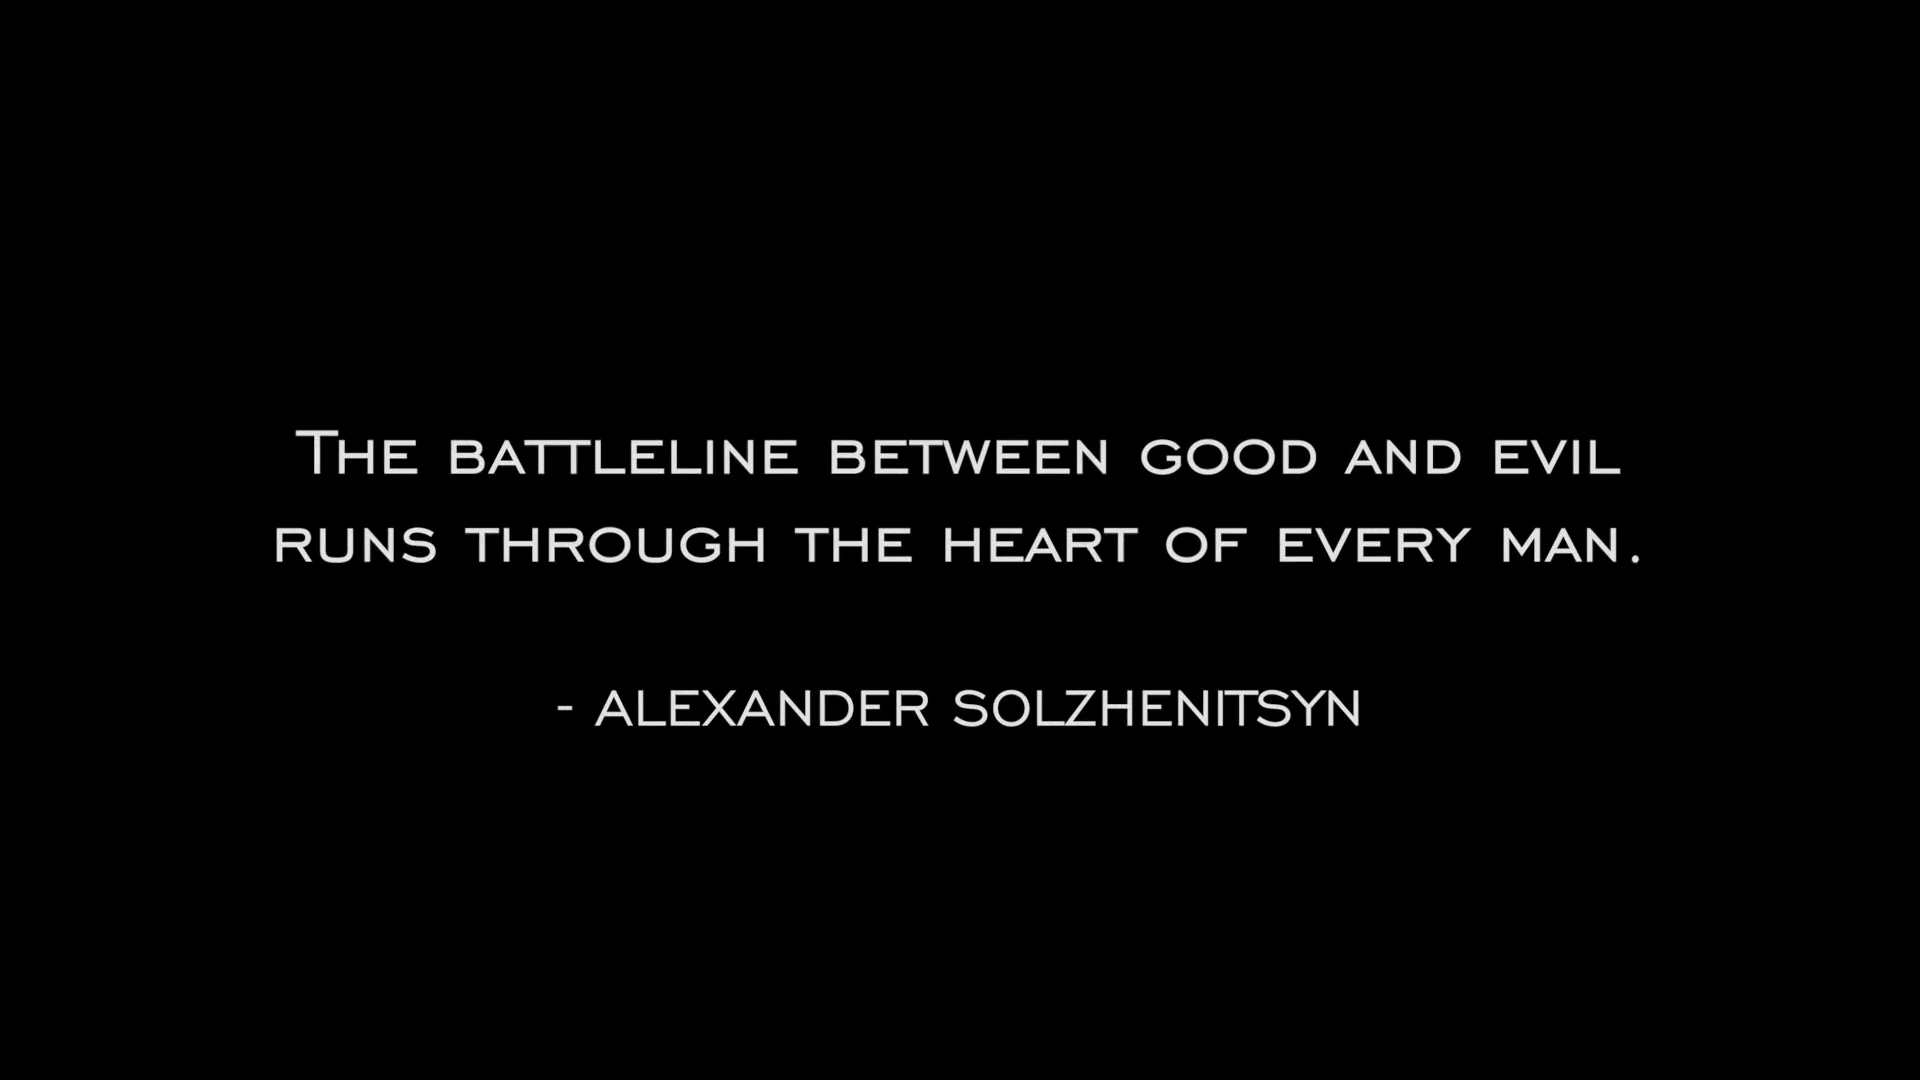 The battleline between good and evil
runs through the heart of every man.
- ALEXANDER SOLZHENITSYN